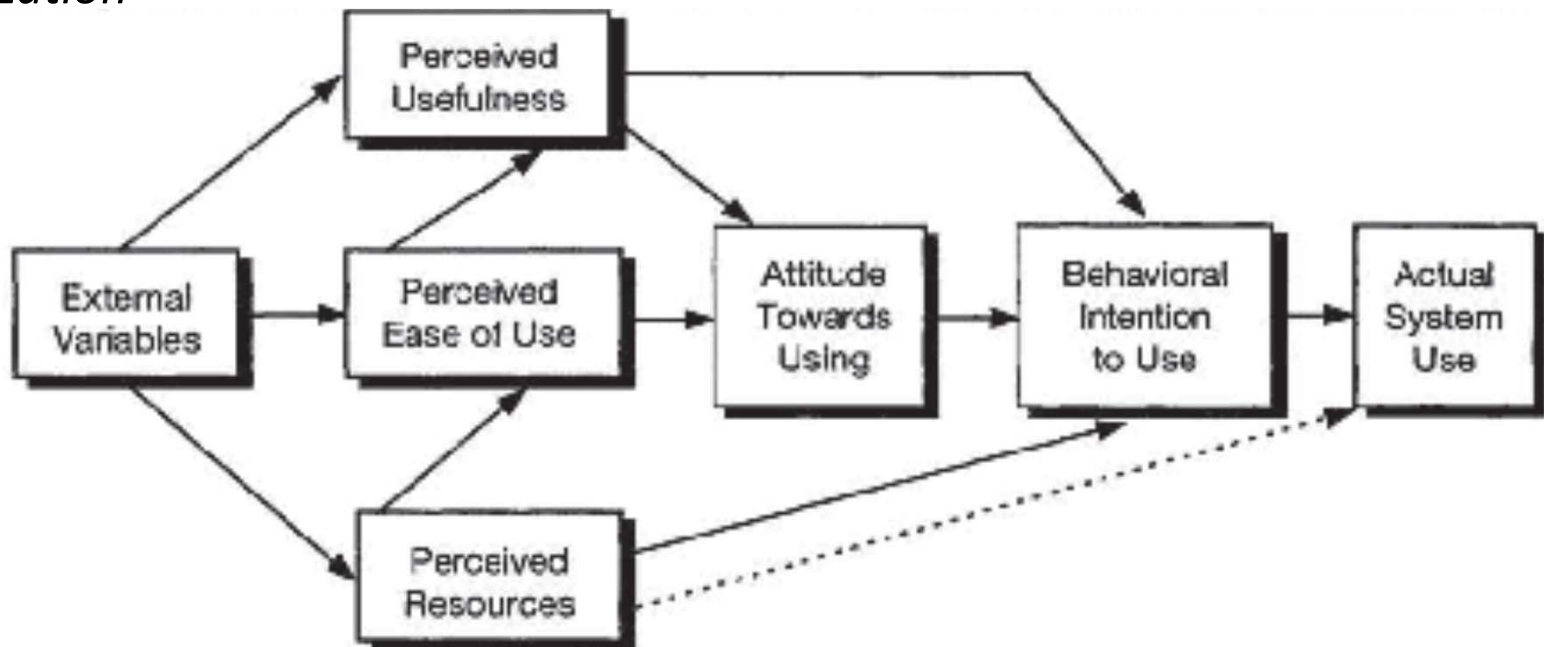 Perceived
Usefulness
External
Variables
Perceived
Ease of Use
Attitude
Towards
Using
Behavioral
Intention
to Use
Actual
System
Use
Perceived
Resources